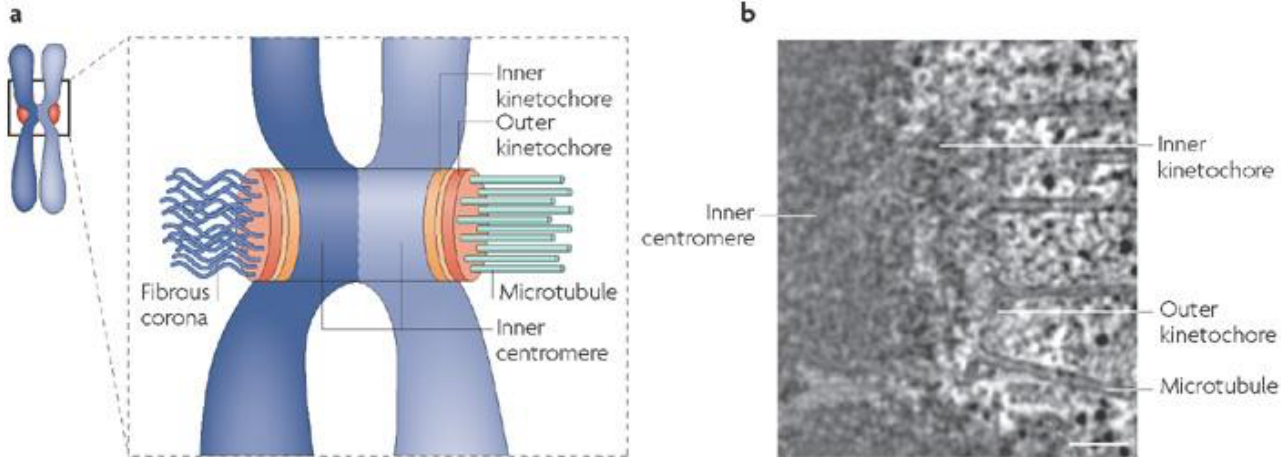 a
Inner
kinetochore
Outer
kinetochore
Fibrous
corona
Microtubule
Inner
centromere
b
Inner
kinetochore
Inner
centromere
Outer
kinetochore
Microtubule